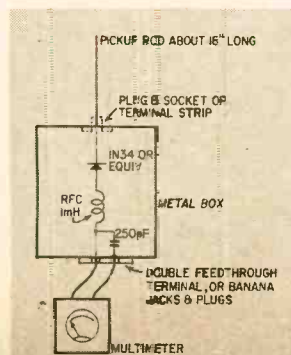 PICKUP ROD ABOUT 16" LONG
PLUG & SOCKET OR
TERMINAL STRIP
IN34 OR
EQUIV
RFC
1mH
METAL BOX
250pF
DOUBLE FEEDTHROUGH
TERMINAL, OR BANANA
JACKS & PLUGS
MULTIMETER